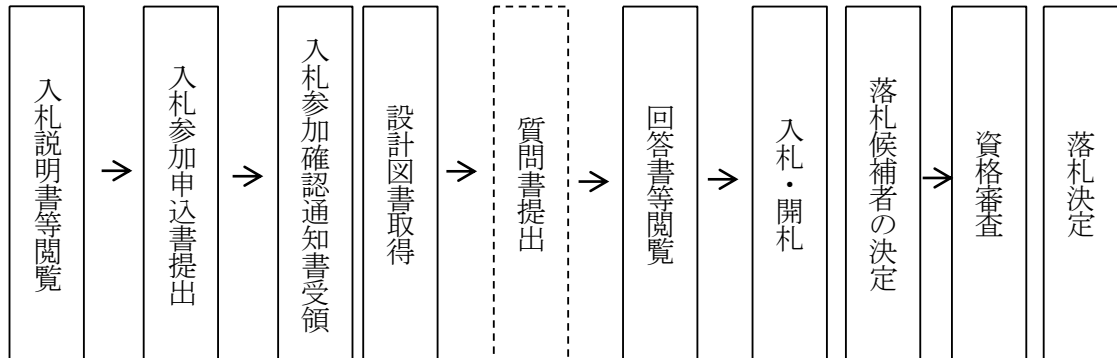 入札説明書等閲覧
入札参加申込書提出
入札参加確認通知書受領
設計図書取得
質問書提出
回答書等閲覧
入札・開札
落札候補者の決定
資格審査
落札決定